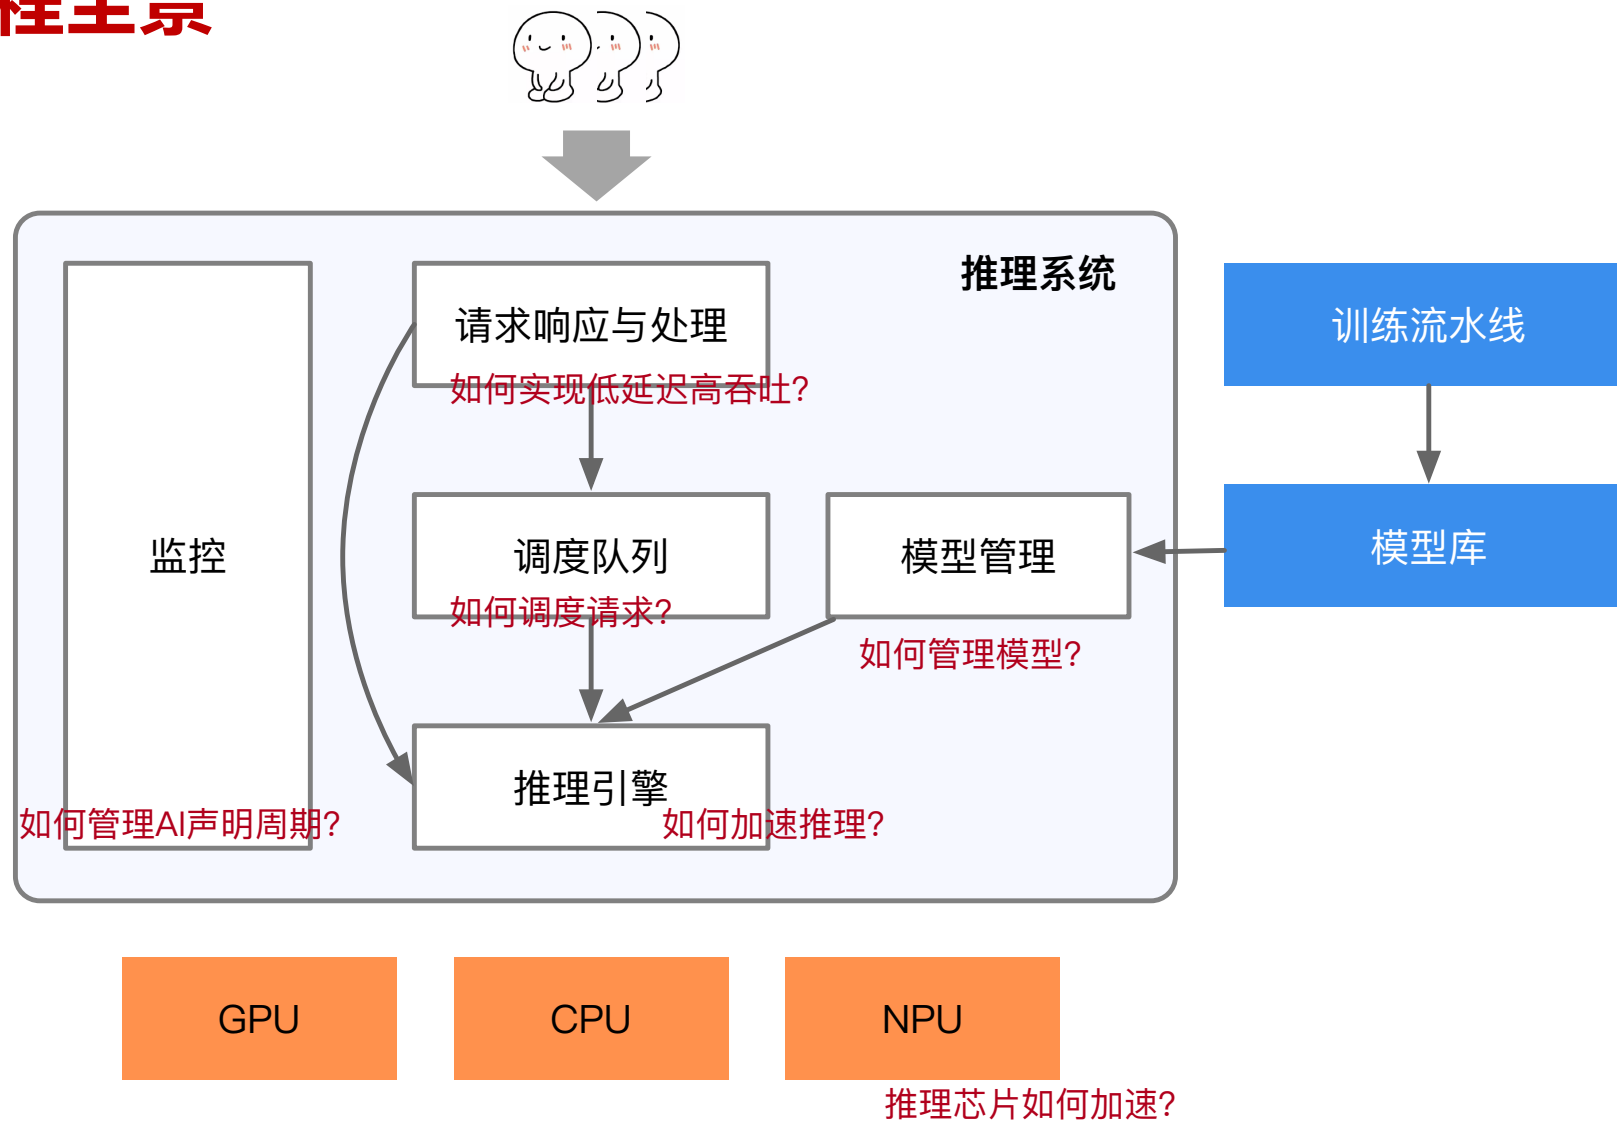 推理系统
请求响应与处理
训练流水线
如何实现低延迟高吞吐?
监控
调度队列
模型管理
模型库
如何调度请求?
如何管理模型?
推理引擎
如何管理AI声明周期?
如何加速推理?
GPU
CPU
NPU
推理芯片如何加速?